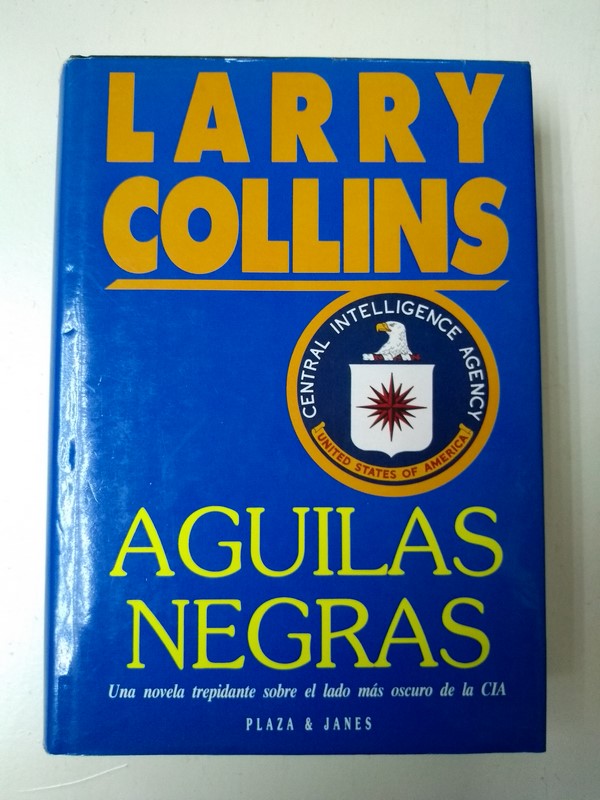 LARRY
COLLINS
CENTRAL INTELLIGENCE AGENCY
UNITED STATES OF AMERICA
AGUILAS
NEGRAS
Una novela trepidante sobre el lado más oscuro de la CIA
PLAZA & JANES